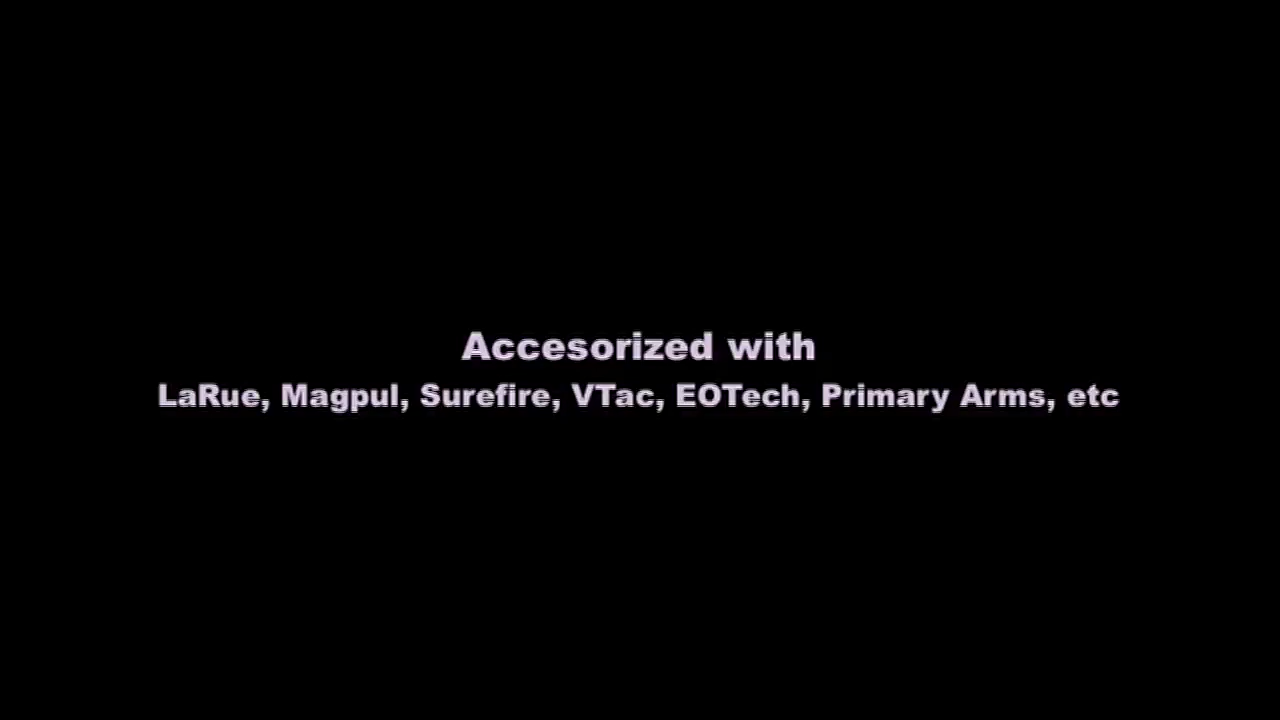 Accesorized with
LaRue, Magpul, Surefire, VTac, EOTech, Primary Arms, etc